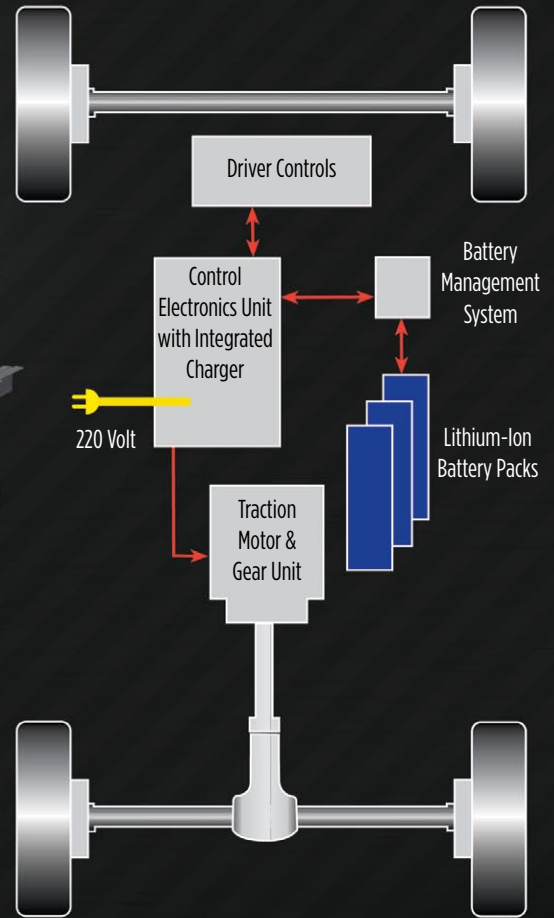 Driver Controls
Control
Electronics Unit
with Integrated
Charger
Battery
Management
System
220 Volt
Lithium-Ion
Battery Packs
Traction
Motor &
Gear Unit